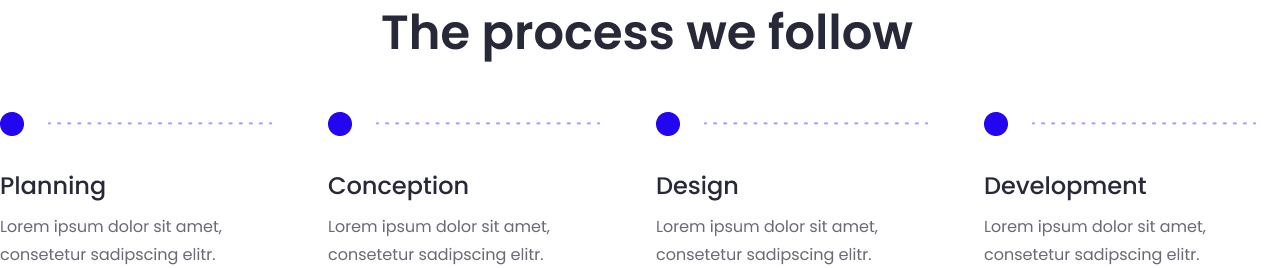 The process we follow
Planning
Lorem ipsum dolor sit amet,
consetetur sadipscing elitr.
Conception
Lorem ipsum dolor sit amet,
consetetur sadipscing elitr.
Design
Lorem ipsum dolor sit amet,
consetetur sadipscing elitr.
Development
Lorem ipsum dolor sit amet,
consetetur sadipscing elitr.